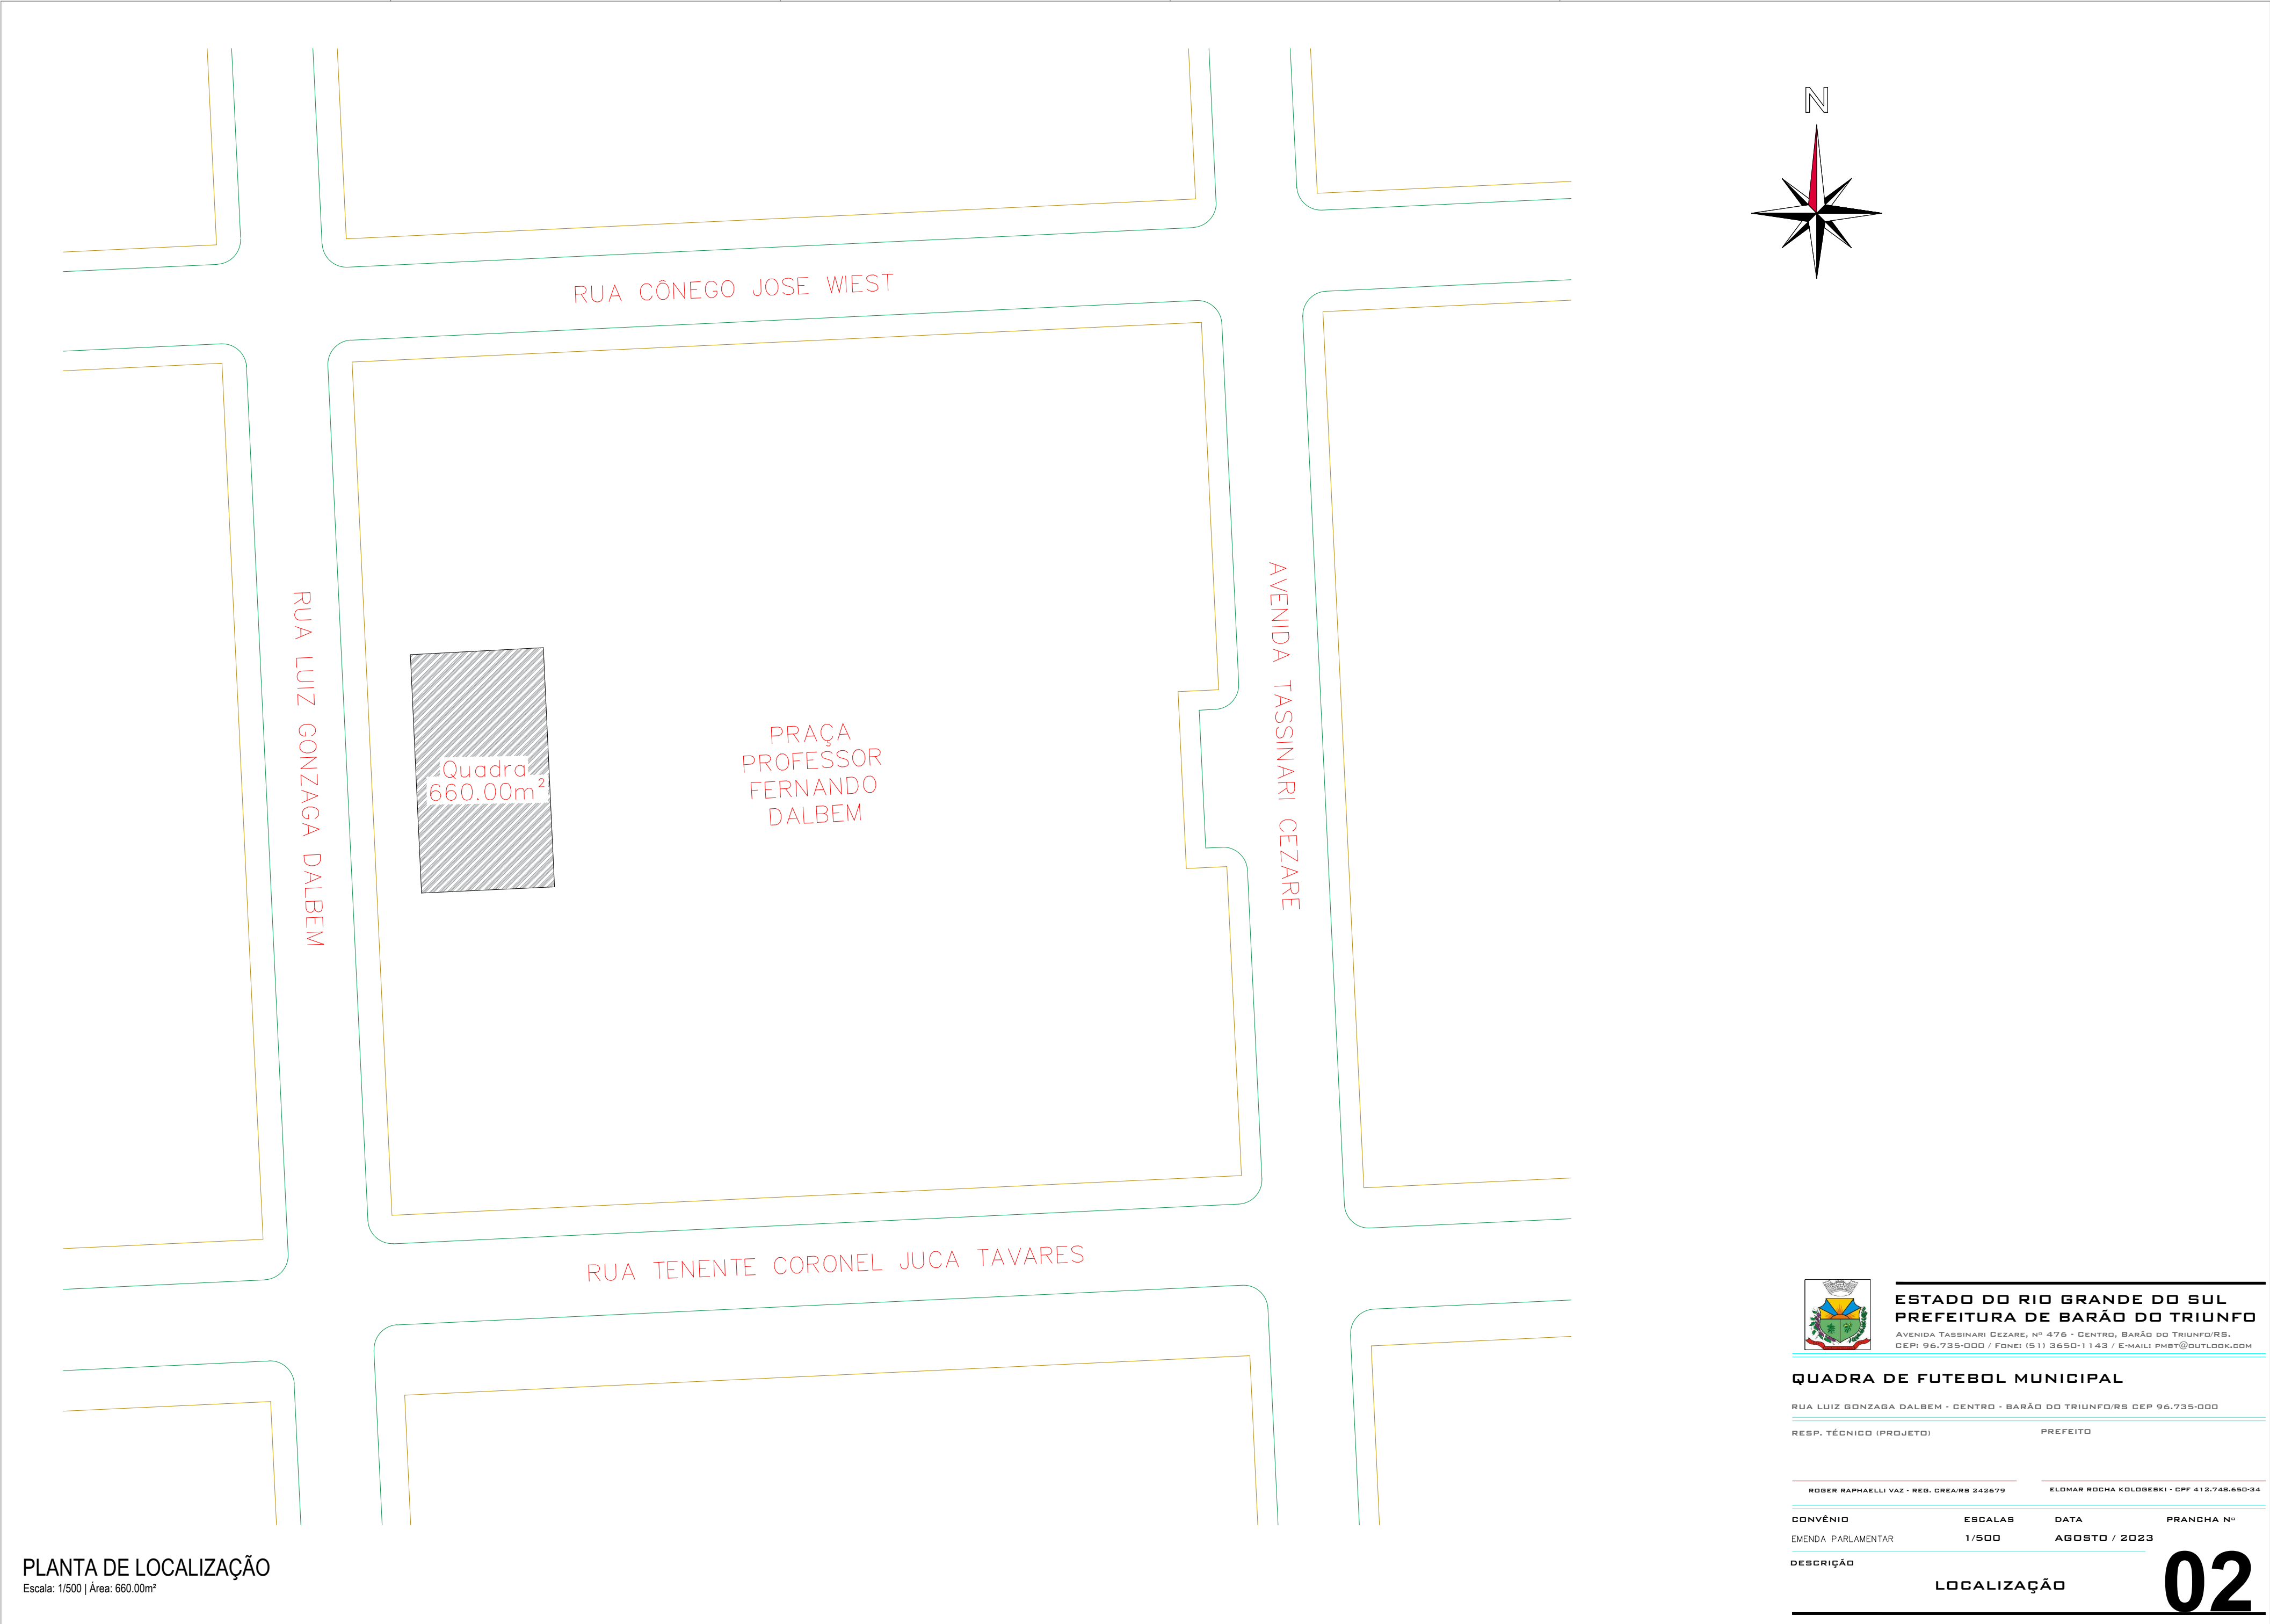 N
RUA CÔNEGO JOSE WIEST
RUA LUIZ GONZAGA DALBEM
AVENIDA TASSINARI CEZARE
Quadra
660.00m²
PRAÇA
PROFESSOR
FERNANDO
DALBEM
RUA TENENTE CORONEL JUCA TAVARES
PLANTA DE LOCALIZAÇÃO
Escala: 1/500 | Área: 660.00m²
ESTADO DO RIO GRANDE DO SUL
PREFEITURA DE BARÃO DO TRIUNFO
Avenida Tassinari Cezare, nº 476 - Centro, Barão do Triunfo/RS.
CEP: 96.735-000 / Fone: (51) 3650-1143 / E-mail: pmbt@outlook.com
QUADRA DE FUTEBOL MUNICIPAL
RUA LUIZ GONZAGA DALBEM - CENTRO - BARÃO DO TRIUNFO/RS CEP 96.735-000
RESP. TÉCNICO (PROJETO)
PREFEITO
ROGER RAPHAELLI VAZ - REG. CREA/RS 242679
ELOMAR ROCHA KOLOGESKI - CPF 412.748.650-34
CONVÊNIO
ESCALAS
DATA
PRANCHA Nº
EMENDA PARLAMENTAR
1/500
AGOSTO / 2023
02
DESCRIÇÃO
LOCALIZAÇÃO